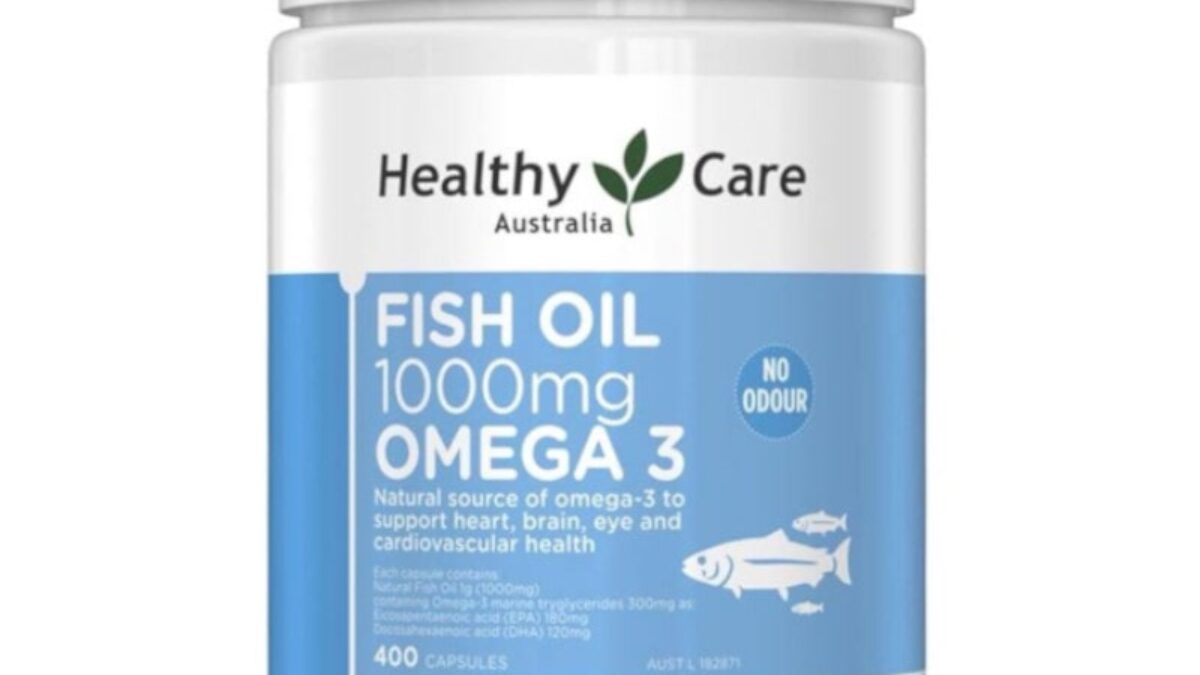 Healthy Care
Australia
FISH OIL
1000mg
OMEGA 3
NO
ODOUR
Natural source of omega-3 to
support heart, brain, eye and
cardiovascular health
Each capsule contains:
Natural Fish Oil 1g (1000mg)
containing Omega-3 marine tryglycerides 300mg as:
Eicosapentaenoic acid (EPA) 180mg
Docosahexaenoic acid (DHA) 120mg
400 CAPSULES
AUST L 182871